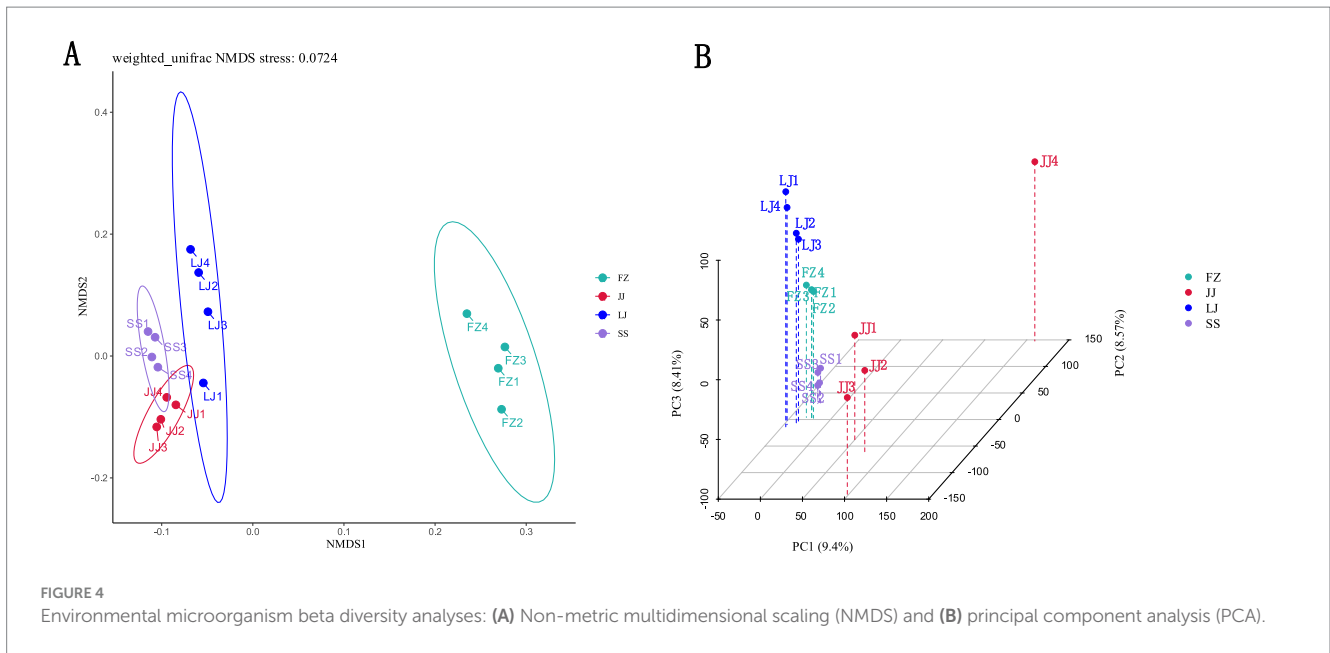 A
weighted_unifrac NMDS stress: 0.0724
NMDS2
0.4
0.2
0.0
-0.2
-0.1
0.0
0.1
0.2
0.3
NMDS1
LJ4
LJ2
LJ3
LJ1
SS1
SS3
SS2
SS4
JJ4
JJ1
JJ2
JJ3
FZ4
FZ3
FZ1
FZ2
FZ
JJ
LJ
SS
B
LJ1
LJ4
LJ2
LJ3
FZ4
FZ3
FZ1
FZ2
JJ4
JJ1
JJ2
JJ3
SS1
SS3
SS4
SS2
PC3 (8.41%)
100
50
0
-50
-100
-50
0
50
100
150
200
PC1 (9.4%)
150
100
50
0
-50
-100
-150
PC2 (8.57%)
FZ
JJ
LJ
SS
FIGURE 4
Environmental microorganism beta diversity analyses: (A) Non-metric multidimensional scaling (NMDS) and (B) principal component analysis (PCA).